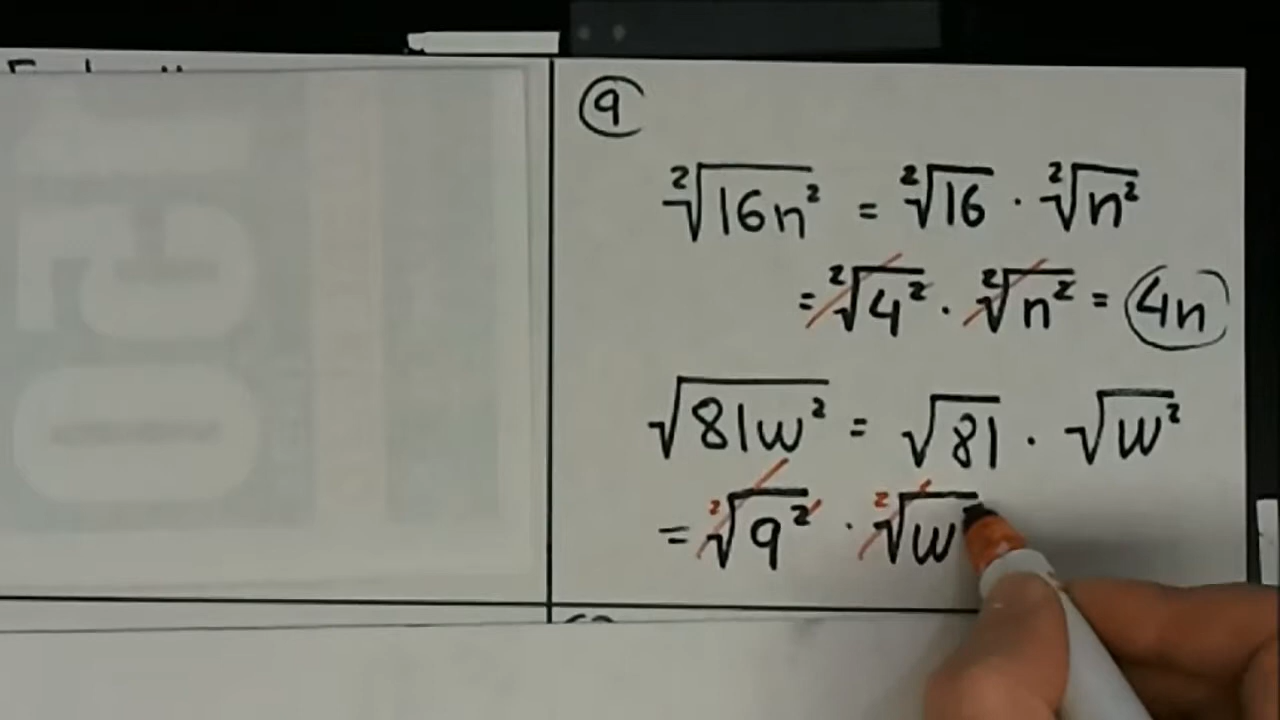 ⑨
²√16n² = ²√16 · ²√n²
= ²√4² · ²√n² = 4n
√81w² = √81 · √w²
= ²√9² · ²√w